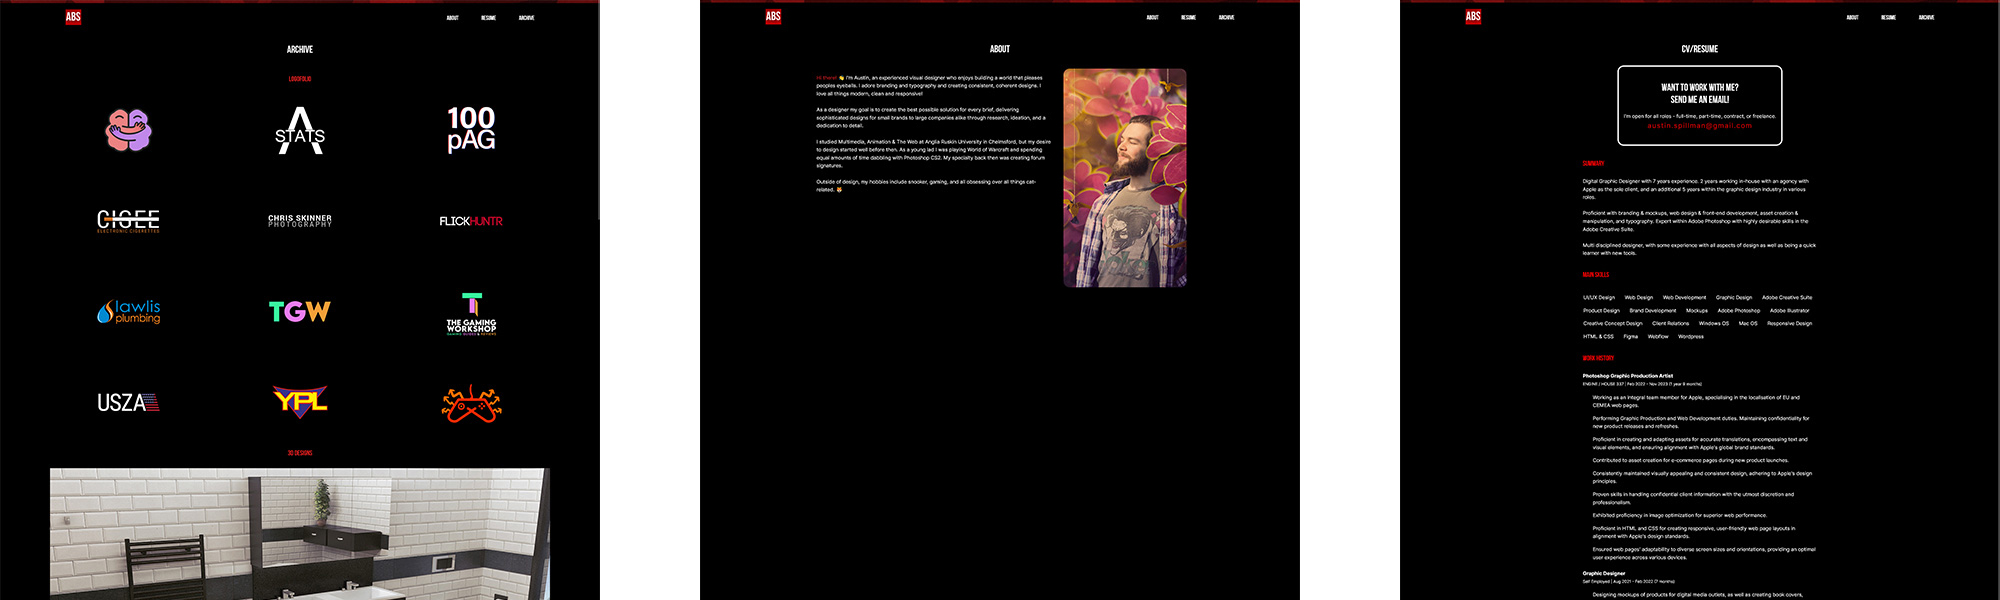 ABS
ABOUT
RESUME
ARCHIVE
ARCHIVE
LOGOFOLIO
A
STATS
100
pAG
CIGEE
ELECTRONIC CIGARETTES
CHRIS SKINNER
PHOTOGRAPHY
FLICKHUNTR
lawlis
plumbing
TGW
T
THE GAMING
WORKSHOP
USZA
YPL
3D DESIGNS
ABS
ABOUT
RESUME
ARCHIVE
ABOUT
Hi there! 👋 I'm Austin, an experienced visual designer who enjoys building a world that pleases
peoples eyeballs. I adore branding and typography and creating consistent, coherent designs. I
love all things modern, clean and responsive!
As a designer my goal is to create the best possible solution for every brief, delivering
sophisticated designs for small brands to large companies alike through research, ideation, and a
dedication to detail.
I studied Multimedia, Animation & The Web at Anglia Ruskin University in Chelmsford, but my desire
to design started well before then. As a young lad I was playing World of Warcraft and spending
equal amounts of time dabbling with Photoshop CS2. My specialty back then was creating forum
signatures.
Outside of design, my hobbies include snooker, gaming, and all obsessing over all things cat-
related. 🐱
ABS
ABOUT
RESUME
ARCHIVE
CV/RESUME
WANT TO WORK WITH ME?
SEND ME AN EMAIL!
I'm open for all roles - full-time, part-time, contract, or freelance.
austin.spillman@gmail.com
SUMMARY
Digital Graphic Designer with 7 years experience. 2 years working in-house with an agency with
Apple as the sole client, and an additional 5 years within the graphic design industry in various
roles.
Proficient with branding & mockups, web design & front-end development, asset creation &
manipulation, and typography. Expert within Adobe Photoshop with highly desirable skills in the
Adobe Creative Suite.
Multi disciplined designer, with some experience with all aspects of design as well as being a quick
learner with new tools.
MAIN SKILLS
UI/UX Design Web Design Web Development Graphic Design Adobe Creative Suite
Product Design Brand Development Mockups Adobe Photoshop Adobe Illustrator
Creative Concept Design Client Relations Windows OS Mac OS Responsive Design
HTML & CSS Figma Webflow Wordpress
WORK HISTORY
Photoshop Graphic Production Artist
ENGINE / HOUSE 337 | Feb 2022 - Nov 2023 (1 year 9 months)
Working as an integral team member for Apple, specialising in the localisation of EU and
CEMEA web pages.
Performing Graphic Production and Web Development duties. Maintaining confidentiality for
new product releases and refreshes.
Proficient in creating and adapting assets for accurate translations, encompassing text and
visual elements, and ensuring alignment with Apple's global brand standards.
Contributed to asset creation for e-commerce pages during new product launches.
Consistently maintained visually appealing and consistent design, adhering to Apple's design
principles.
Proven skills in handling confidential client information with the utmost discretion and
professionalism.
Exhibited proficiency in image optimization for superior web performance.
Proficient in HTML and CSS for creating responsive, user-friendly web page layouts in
alignment with Apple's design standards.
Ensured web pages' adaptability to diverse screen sizes and orientations, providing an optimal
user experience across various devices.
Graphic Designer
Self Employed | Aug 2021 - Feb 2022 (7 months)
Designing mockups of products for digital media outlets, as well as creating book covers,